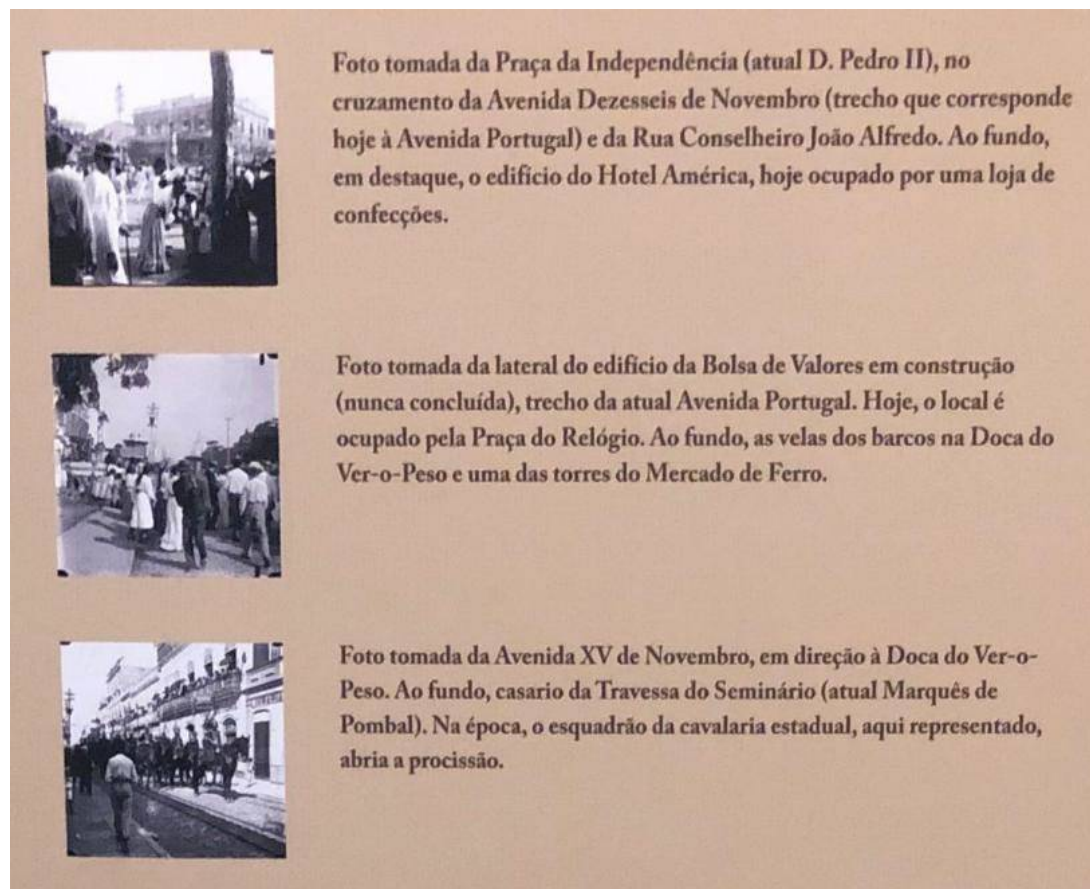 Foto tomada da Praça da Independência (atual D. Pedro II), no
cruzamento da Avenida Dezesseis de Novembro (trecho que corresponde
hoje à Avenida Portugal) e da Rua Conselheiro João Alfredo. Ao fundo,
em destaque, o edifício do Hotel América, hoje ocupado por uma loja de
confecções.
Foto tomada da lateral do edifício da Bolsa de Valores em construção
(nunca concluída), trecho da atual Avenida Portugal. Hoje, o local é
ocupado pela Praça do Relógio. Ao fundo, as velas dos barcos na Doca do
Ver-o-Peso e uma das torres do Mercado de Ferro.
Foto tomada da Avenida XV de Novembro, em direção à Doca do Ver-o-
Peso. Ao fundo, casario da Travessa do Seminário (atual Marquês de
Pombal). Na época, o esquadrão da cavalaria estadual, aqui representado,
abria a procissão.